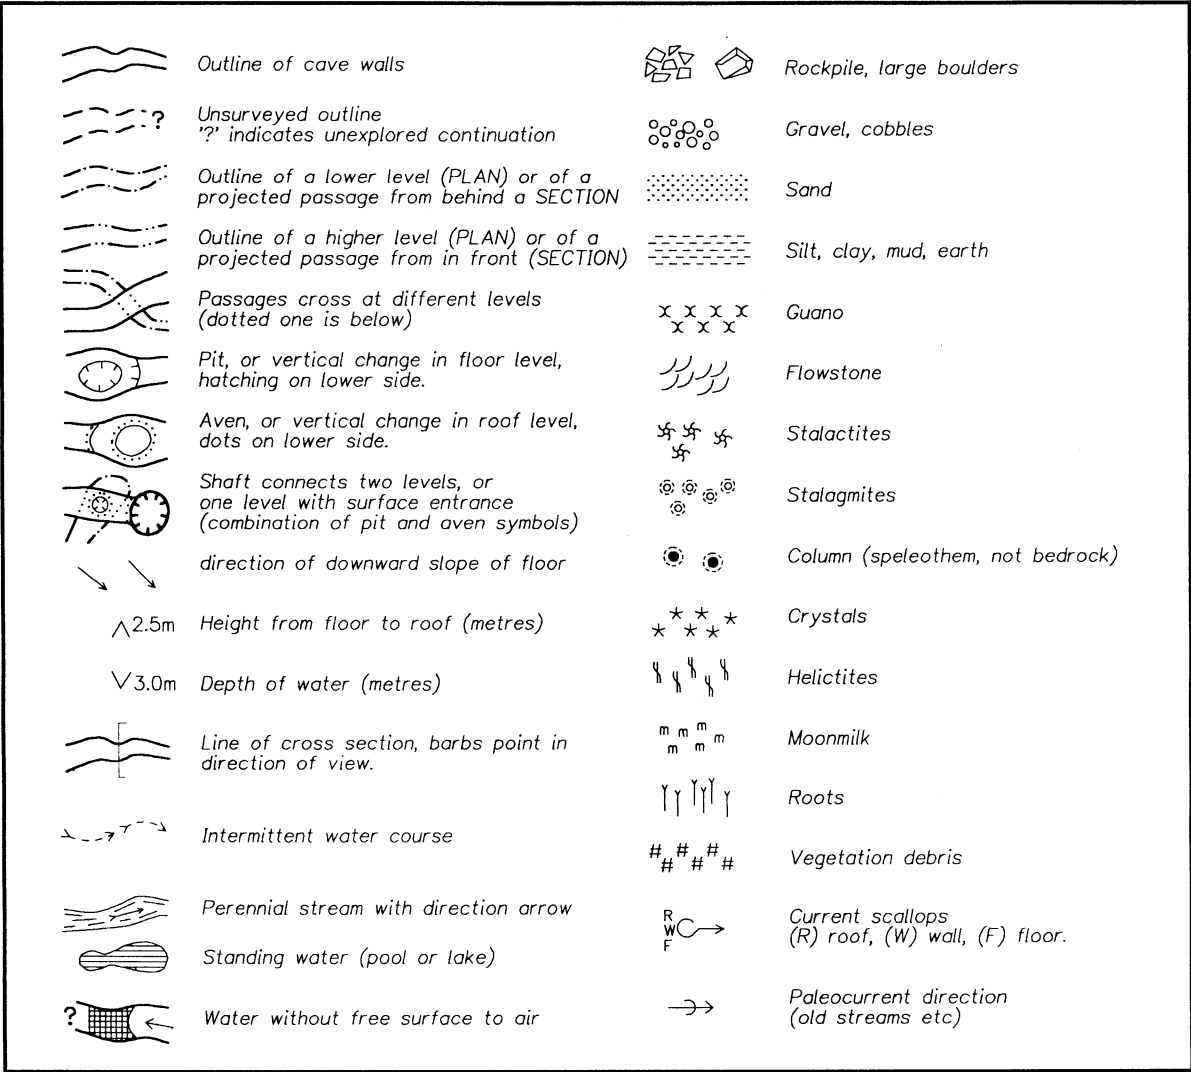 Outline of cave walls
?
Unsurveyed outline
'?' indicates unexplored continuation
Outline of a lower level (PLAN) or of a
projected passage from behind a SECTION
Outline of a higher level (PLAN) or of a
projected passage from in front (SECTION)
Passages cross at different levels
(dotted one is below)
Pit, or vertical change in floor level,
hatching on lower side.
Aven, or vertical change in roof level,
dots on lower side.
Shaft connects two levels, or
one level with surface entrance
(combination of pit and aven symbols)
direction of downward slope of floor
2.5m Height from floor to roof (metres)
3.0m Depth of water (metres)
Line of cross section, barbs point in
direction of view.
Intermittent water course
Perennial stream with direction arrow
Standing water (pool or lake)
? Water without free surface to air
Rockpile, large boulders
Gravel, cobbles
Sand
Silt, clay, mud, earth
Guano
Flowstone
Stalactites
Stalagmites
Column (speleothem, not bedrock)
Crystals
Helictites
m m m m m m
Moonmilk
Roots
# # # # # #
Vegetation debris
R
W
F
Current scallops
(R) roof, (W) wall, (F) floor.
Paleocurrent direction
(old streams etc)